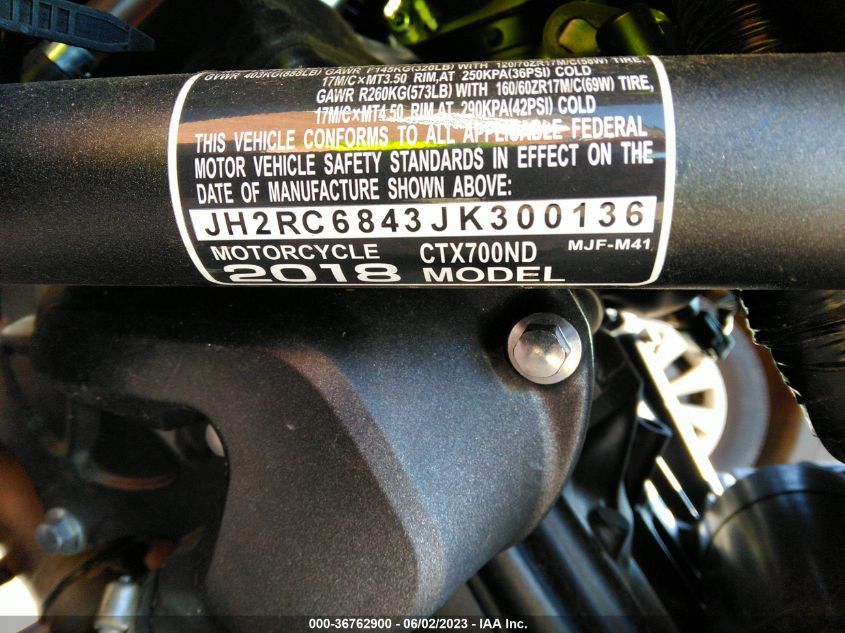 GVWR 403KG(888LB) GAWR F145KG(320LB) WITH 120/70ZR17M/C(58W) TIRE,
17M/C×MT3.50 RIM,AT 250KPA(36PSI) COLD
GAWR R260KG(573LB) WITH 160/60ZR17M/C(69W) TIRE,
17M/C×MT4.50 RIM AT 290KPA(42PSI) COLD
THIS VEHICLE CONFORMS TO ALL APPLICABLE FEDERAL
MOTOR VEHICLE SAFETY STANDARDS IN EFFECT ON THE
DATE OF MANUFACTURE SHOWN ABOVE:
JH2RC6843JK300136
MOTORCYCLE CTX700ND MJF-M41
2018 MODEL
000-36762900 - 06/02/2023 - IAA Inc.